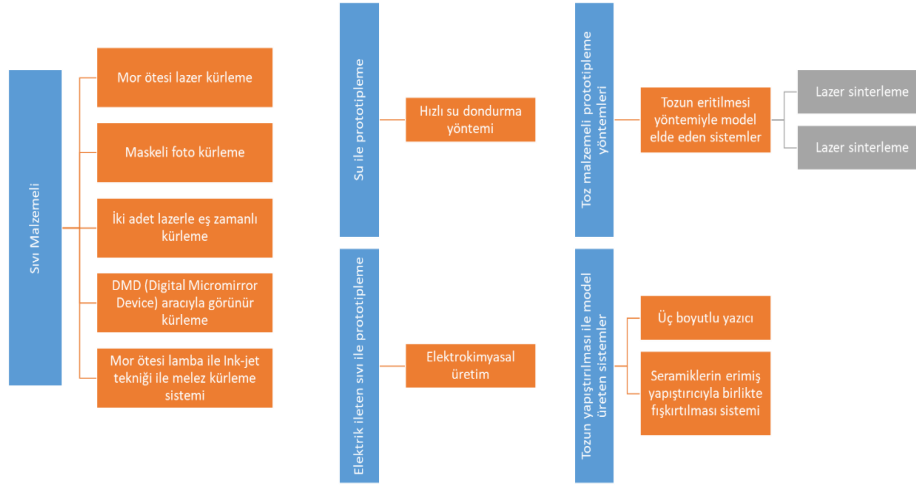 Sıvı Malzemeli
Mor ötesi lazer kürleme
Maskeli foto kürleme
İki adet lazerle eş zamanlı
kürleme
DMD (Digital Micromirror
Device) aracıyla görünür
kürleme
Mor ötesi lamba ile Ink-jet
tekniği ile melez kürleme
sistemi
Su ile prototipleme
Hızlı su dondurma
yöntemi
Elektrik ileten sıvı ile prototipleme
Elektrokimyasal
üretim
Toz malzemeli prototipleme
yöntemleri
Tozun eritilmesi
yöntemiyle model
elde eden sistemler
Lazer sinterleme
Lazer sinterleme
Tozun yapıştırılması ile model
üreten sistemler
Üç boyutlu yazıcı
Seramiklerin erimiş
yapıştırıcıyla birlikte
fışkırtılması sistemi